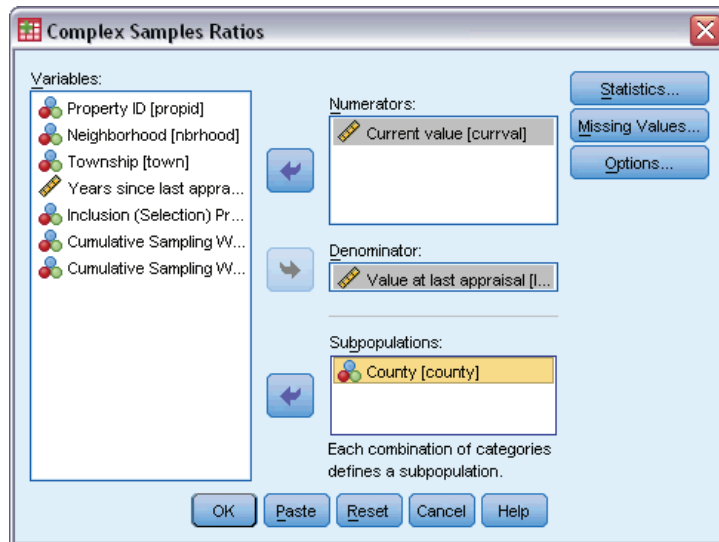 Complex Samples Ratios
Variables:
Property ID [propid]
Neighborhood [nbrhood]
Township [town]
Years since last appra...
Inclusion (Selection) Pr...
Cumulative Sampling W...
Cumulative Sampling W...
Numerators:
Current value [currval]
Denominator:
Value at last appraisal [l...
Subpopulations:
County [county]
Each combination of categories
defines a subpopulation.
Statistics...
Missing Values...
Options...
OK
Paste
Reset
Cancel
Help